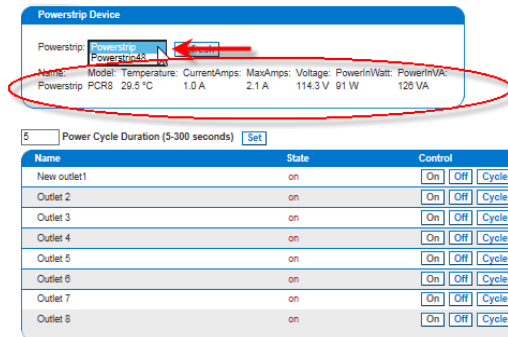 Powerstrip Device
Powerstrip: Powerstrip
Powerstrip48
Name: Model: Temperature: CurrentAmps: MaxAmps: Voltage: PowerInWatt: PowerInVA:
Powerstrip PCR8 29.5 °C 1.0 A 2.1 A 114.3 V 91 W 126 VA
5 Power Cycle Duration (5-300 seconds) Set
Name State Control
New outlet1 on On Off Cycle
Outlet 2 on On Off Cycle
Outlet 3 on On Off Cycle
Outlet 4 on On Off Cycle
Outlet 5 on On Off Cycle
Outlet 6 on On Off Cycle
Outlet 7 on On Off Cycle
Outlet 8 on On Off Cycle